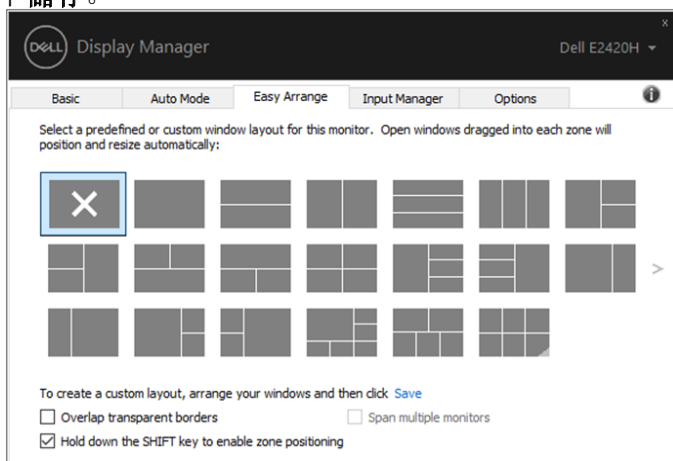 下儲存。
x
DELL Display Manager
Dell E2420H
Basic Auto Mode Easy Arrange Input Manager Options
Select a predefined or custom window layout for this monitor. Open windows dragged into each zone will
position and resize automatically:
To create a custom layout, arrange your windows and then click Save
Overlap transparent borders Span multiple monitors
Hold down the SHIFT key to enable zone positioning